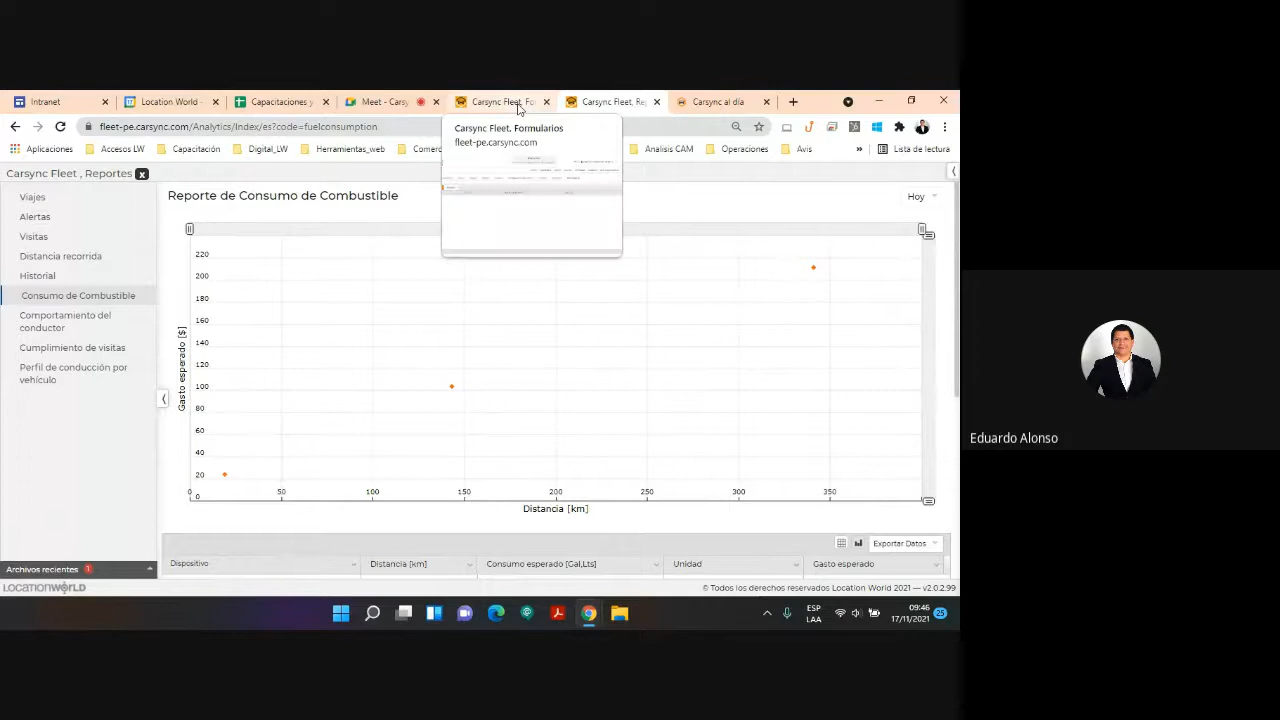 Intranet
Location World -
Capacitaciones y
Meet - Carsy
Carsync Fleet, Fo
Carsync Fleet, Re
Carsync al día
fleet-pe.carsync.com/Analytics/Index/es?code=fuelconsumption
Aplicaciones
Accesos LW
Capacitación
Digital_LW
Herramientas_web
Comerc
Analisis CAM
Operaciones
Avis
»
Lista de lectura
Carsync Fleet, Formularios
fleet-pe.carsync.com
Carsync Fleet , Reportes x
Viajes
Alertas
Visitas
Distancia recorrida
Historial
Consumo de Combustible
Comportamiento del
conductor
Cumplimiento de visitas
Perfil de conducción por
vehículo
Archivos recientes 1
LOCATIONWORLD
Reporte de Consumo de Combustible
Hoy
Gasto esperado [$]
220
200
180
160
140
120
100
80
60
40
20
0
0 50 100 150 200 250 300 350
Distancia [km]
Exportar Datos
Dispositivo
Distancia [km]
Consumo esperado [Gal,Lts]
Unidad
Gasto esperado
© Todos los derechos reservados Location World 2021 — v2.0.2.99
ESP
LAA
09:46
17/11/2021
25
Eduardo Alonso